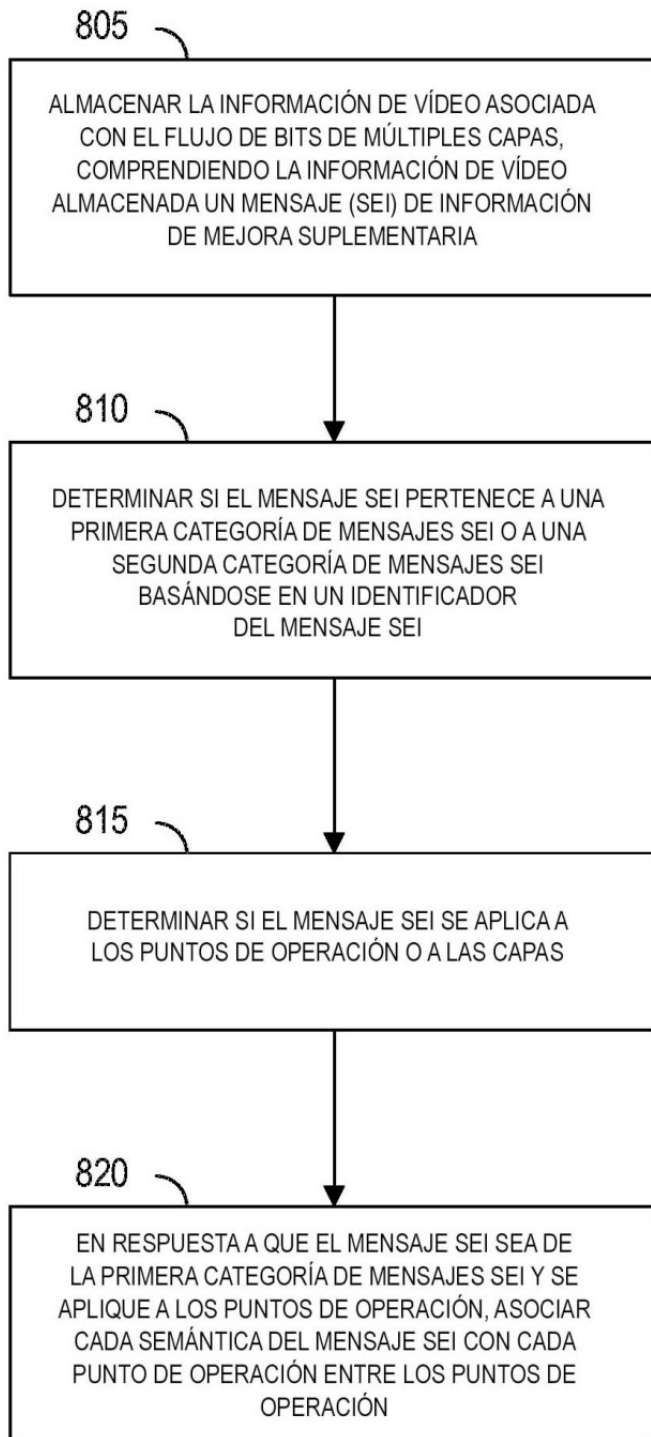 805
ALMACENAR LA INFORMACIÓN DE VÍDEO ASOCIADA
CON EL FLUJO DE BITS DE MÚLTIPLES CAPAS,
COMPRENDIENDO LA INFORMACIÓN DE VÍDEO
ALMACENADA UN MENSAJE (SEI) DE INFORMACIÓN
DE MEJORA SUPLEMENTARIA
810
DETERMINAR SI EL MENSAJE SEI PERTENECE A UNA
PRIMERA CATEGORÍA DE MENSAJES SEI O A UNA
SEGUNDA CATEGORÍA DE MENSAJES SEI
BASÁNDOSE EN UN IDENTIFICADOR
DEL MENSAJE SEI
815
DETERMINAR SI EL MENSAJE SEI SE APLICA A
LOS PUNTOS DE OPERACIÓN O A LAS CAPAS
820
EN RESPUESTA A QUE EL MENSAJE SEI SEA DE
LA PRIMERA CATEGORÍA DE MENSAJES SEI Y SE
APLIQUE A LOS PUNTOS DE OPERACIÓN, ASOCIAR
CADA SEMÁNTICA DEL MENSAJE SEI CON CADA
PUNTO DE OPERACIÓN ENTRE LOS PUNTOS DE
OPERACIÓN